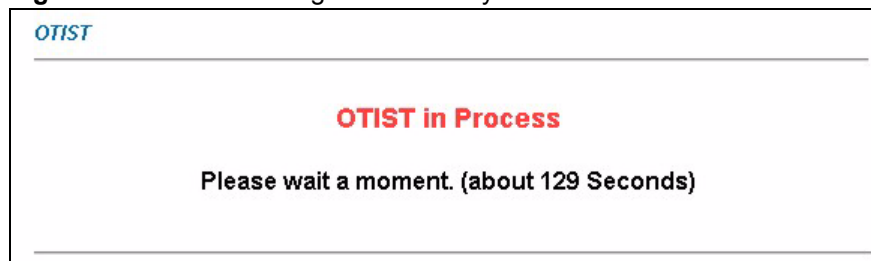 OTIST
OTIST in Process
Please wait a moment. (about 129 Seconds)